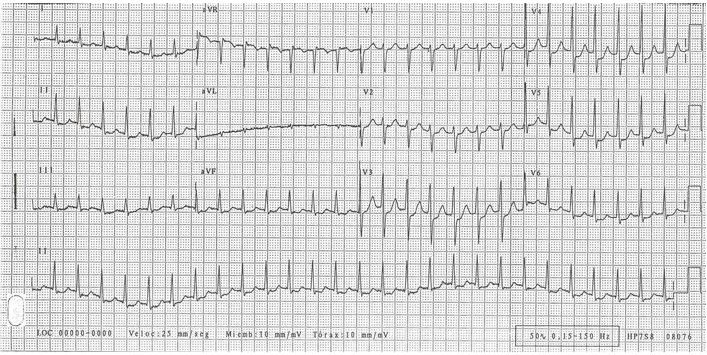 I aVR V1 V4
II aVL V2 V5
III aVF V3 V6
II
LOC 00000-0000 Veloc:25 mm/seg Miemb:10 mm/mV Tórax:10 mm/mV 50% 0,15-150 Hz HP758 08076